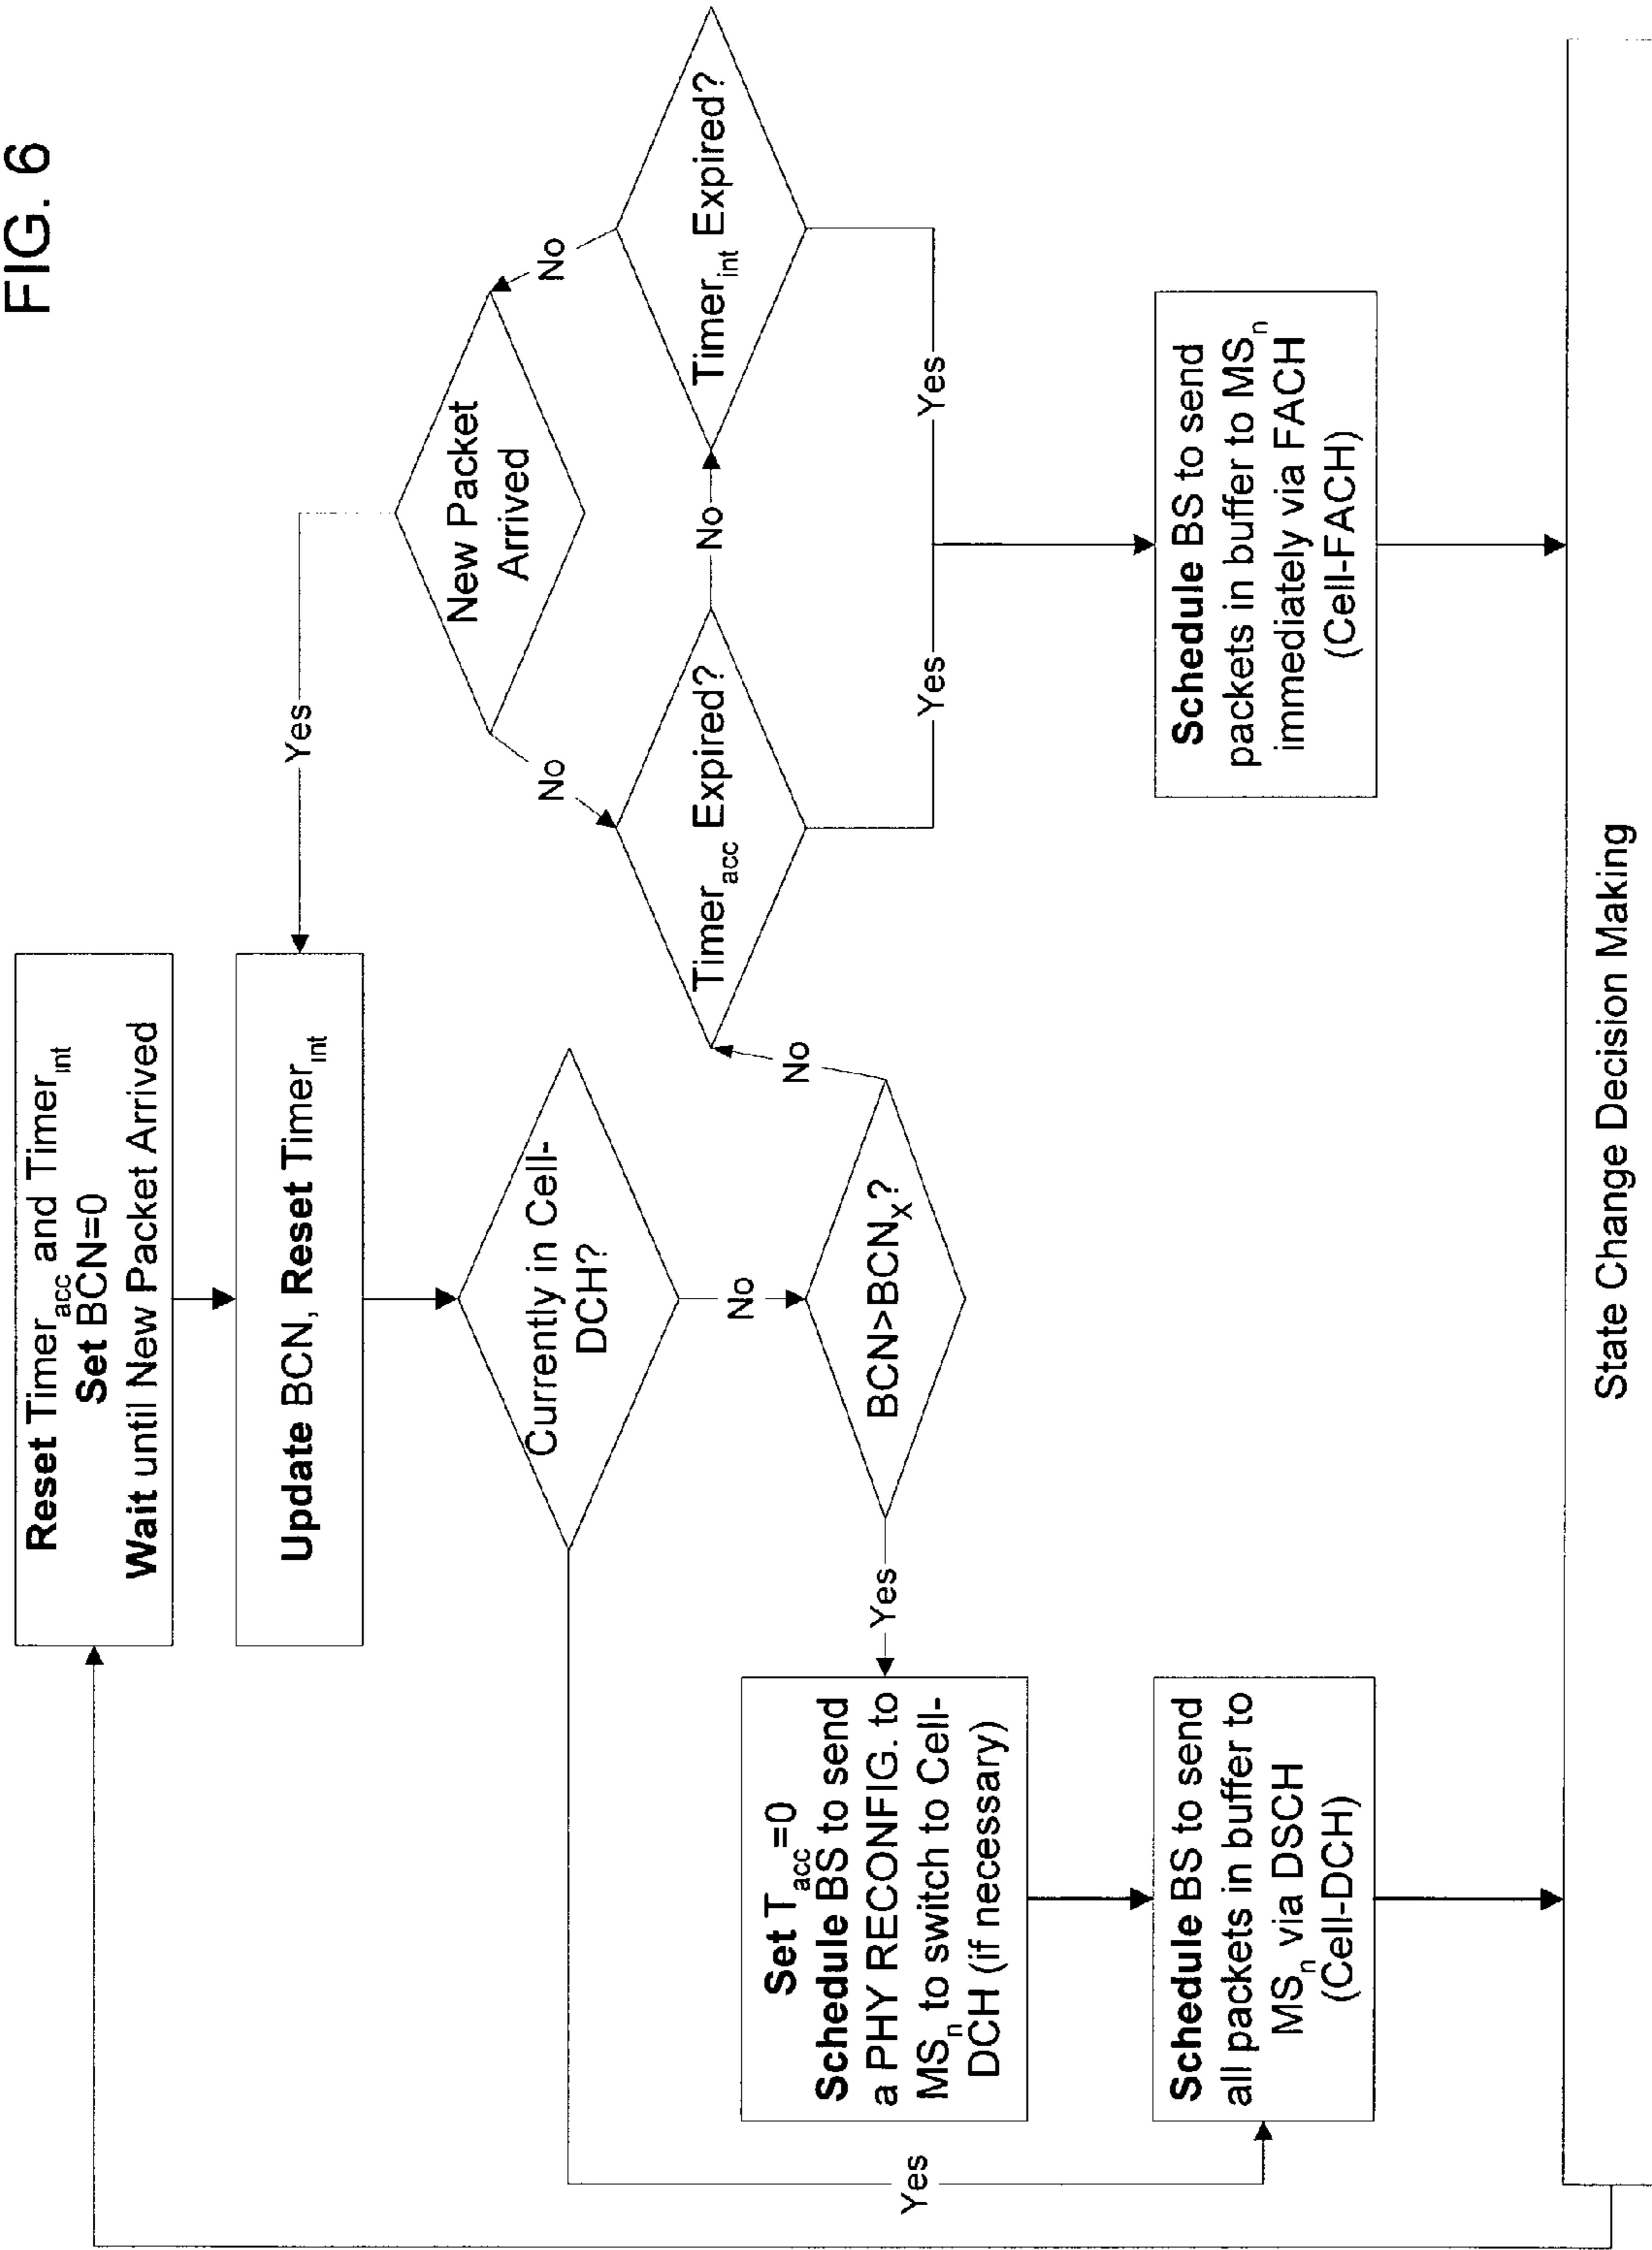 FIG. 6
Reset Timer_acc and Timer_int
Set BCN=0
Wait until New Packet Arrived
Update BCN, Reset Timer_int
Yes
Currently in Cell-
DCH?
New Packet
Arrived
No
No
No
BCN>BCN_X?
No
Timer_acc Expired?
No
Timer_int Expired?
Yes
Yes
Yes
Set T_acc=0
Schedule BS to send
a PHY RECONFIG. to
MS_n to switch to Cell-
DCH (if necessary)
Yes
Schedule BS to send
all packets in buffer to
MS_n via DSCH
(Cell-DCH)
Schedule BS to send
packets in buffer to MS_n
immediately via FACH
(Cell-FACH)
State Change Decision Making